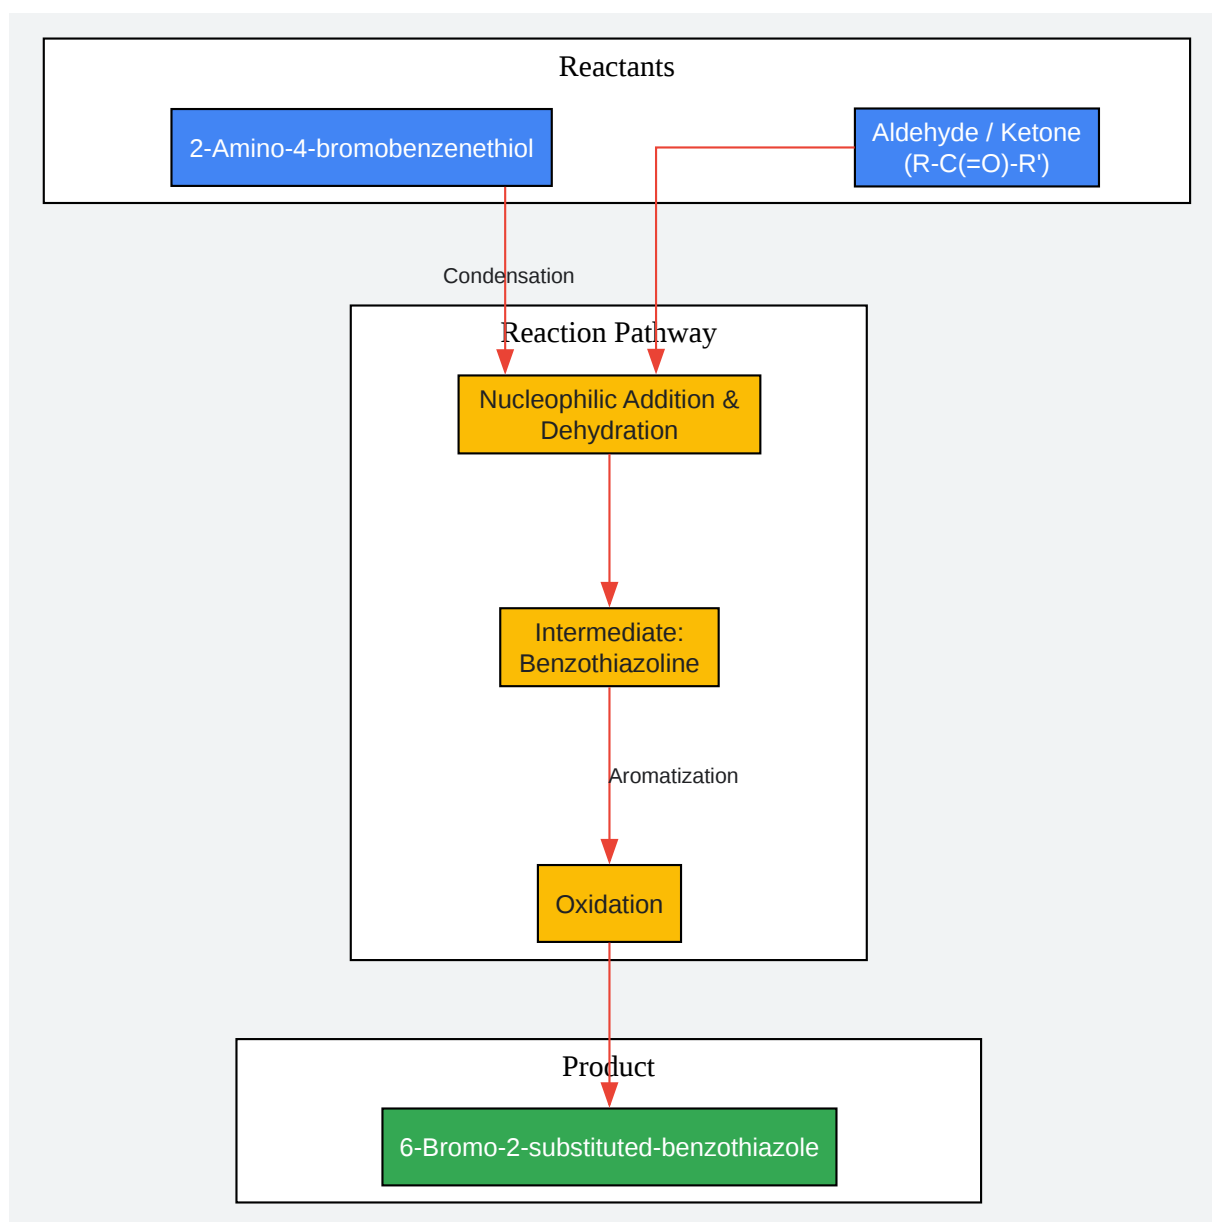 Reactants
2-Amino-4-bromobenzenethiol
Aldehyde / Ketone
(R-C(=O)-R')
Condensation
Reaction Pathway
Nucleophilic Addition &
Dehydration
Intermediate:
Benzothiazoline
Aromatization
Oxidation
Product
6-Bromo-2-substituted-benzothiazole